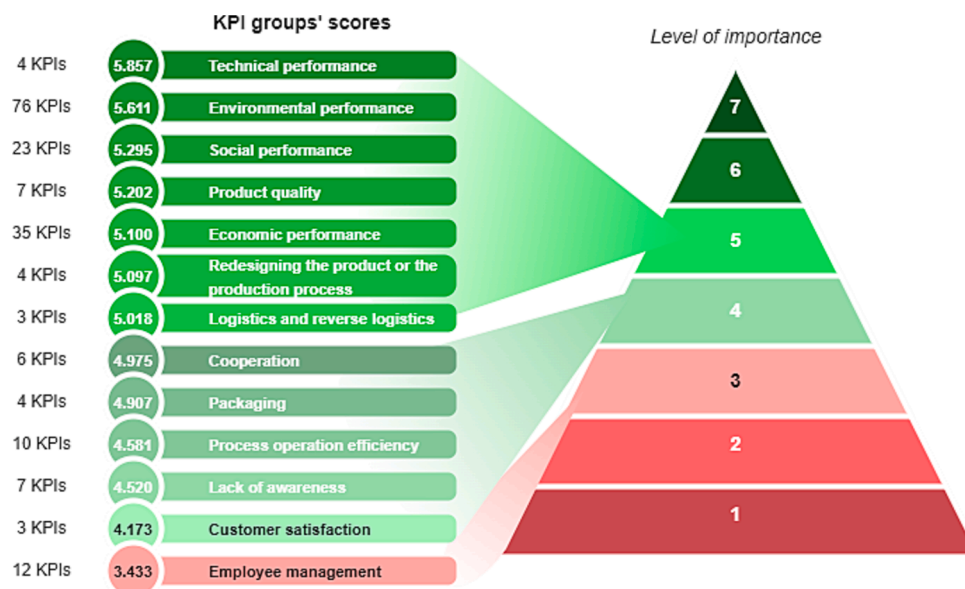 KPI groups' scores
Level of importance
4 KPIs 5.857 Technical performance
76 KPIs 5.611 Environmental performance
23 KPIs 5.295 Social performance
7 KPIs 5.202 Product quality
35 KPIs 5.100 Economic performance
4 KPIs 5.097 Redesigning the product or the
production process
3 KPIs 5.018 Logistics and reverse logistics
6 KPIs 4.975 Cooperation
4 KPIs 4.907 Packaging
10 KPIs 4.581 Process operation efficiency
7 KPIs 4.520 Lack of awareness
3 KPIs 4.173 Customer satisfaction
12 KPIs 3.433 Employee management
7
6
5
4
3
2
1